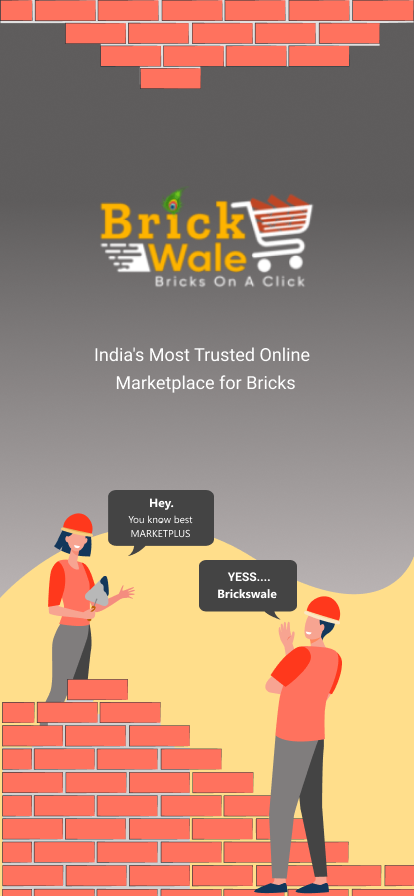 Brick
Wale
Bricks On A Click
India's Most Trusted Online
Marketplace for Bricks
Hey.
You know best
MARKETPLUS
YESS....
Brickswale